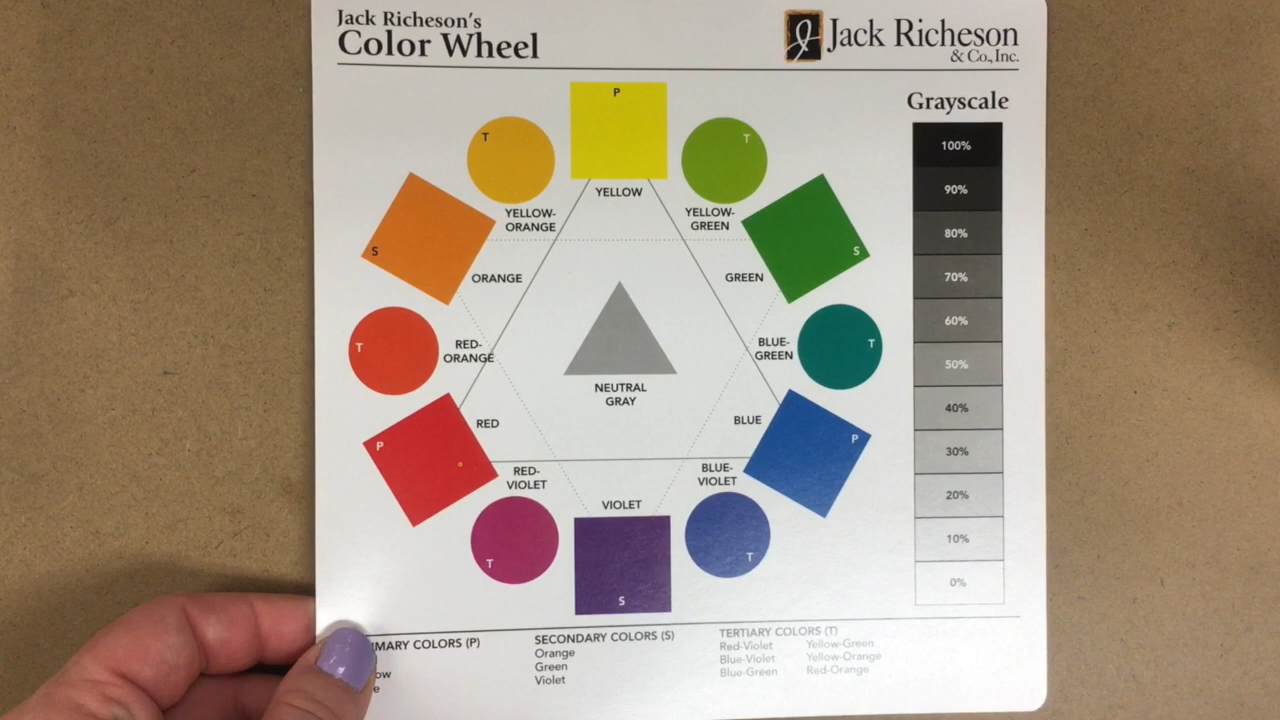 Jack Richeson's
Color Wheel
Jack Richeson
& Co., Inc.
Grayscale
P
YELLOW
T
YELLOW-
ORANGE
T
YELLOW-
GREEN
S
ORANGE
S
GREEN
T
RED-
ORANGE
T
BLUE-
GREEN
NEUTRAL
GRAY
P
RED
P
BLUE
T
RED-
VIOLET
T
BLUE-
VIOLET
S
VIOLET
100%
90%
80%
70%
60%
50%
40%
30%
20%
10%
0%
MARY COLORS (P)
ow
e
SECONDARY COLORS (S)
Orange
Green
Violet
TERTIARY COLORS (T)
Red-Violet Yellow-Green
Blue-Violet Yellow-Orange
Blue-Green Red-Orange